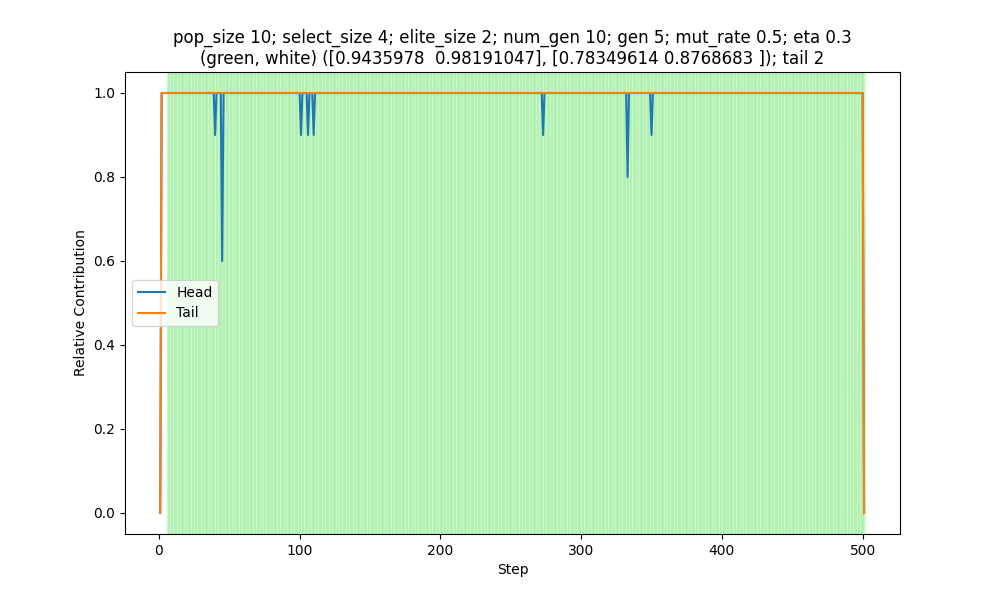 pop_size 10; select_size 4; elite_size 2; num_gen 10; gen 5; mut_rate 0.5; eta 0.3
(green, white) ([0.9435978  0.98191047], [0.78349614 0.8768683 ]); tail 2
1.0
0.8
0.6
0.4
0.2
0.0
Relative Contribution
Head
Tail
0 100 200 300 400 500
Step